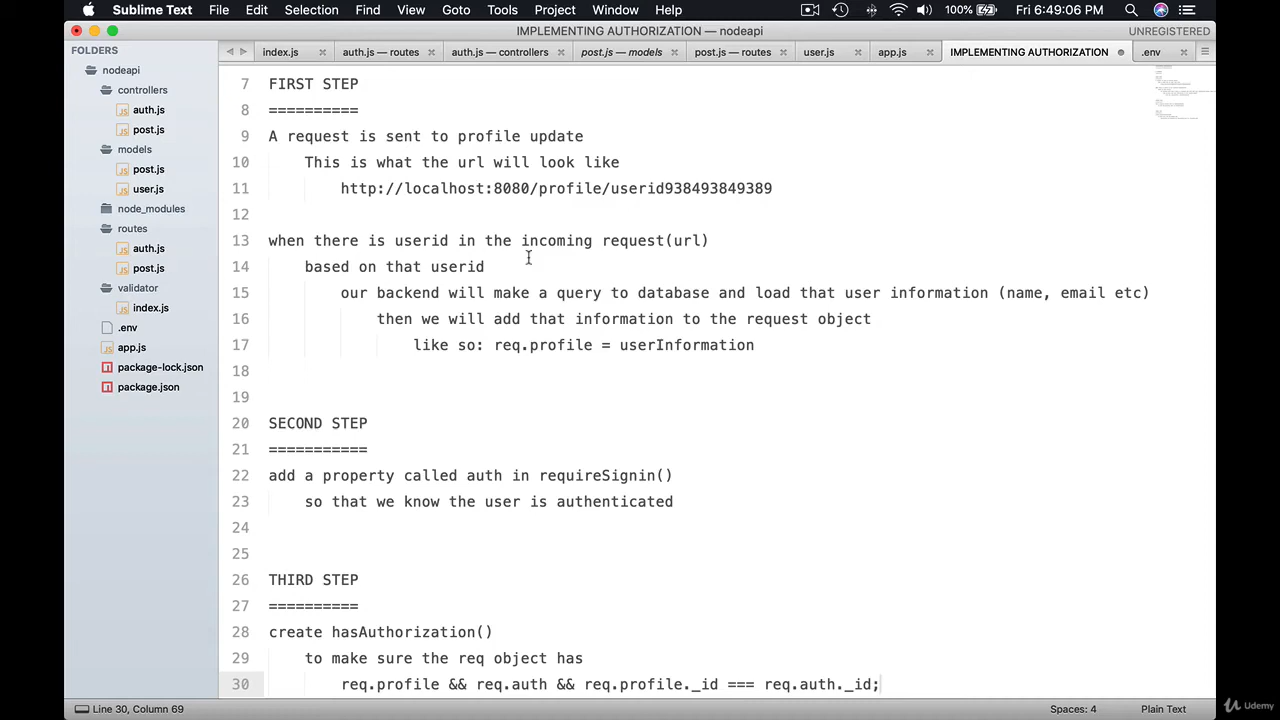 Sublime Text File Edit Selection Find View Goto Tools Project Window Help 100% Fri 6:49:06 PM
IMPLEMENTING AUTHORIZATION — nodeapi UNREGISTERED
FOLDERS
index.js auth.js — routes auth.js — controllers post.js — models post.js — routes user.js app.js IMPLEMENTING AUTHORIZATION .env
nodeapi
controllers
auth.js
post.js
models
post.js
user.js
node_modules
routes
auth.js
post.js
validator
index.js
.env
app.js
package-lock.json
package.json
7 FIRST STEP
8 ==========
9 A request is sent to profile update
10 This is what the url will look like
11 http://localhost:8080/profile/userid938493849389
12
13 when there is userid in the incoming request(url)
14 based on that userid
15 our backend will make a query to database and load that user information (name, email etc)
16 then we will add that information to the request object
17 like so: req.profile = userInformation
18
19
20 SECOND STEP
21 ===========
22 add a property called auth in requireSignin()
23 so that we know the user is authenticated
24
25
26 THIRD STEP
27 ==========
28 create hasAuthorization()
29 to make sure the req object has
30 req.profile && req.auth && req.profile._id === req.auth._id;
Line 30, Column 69 Spaces: 4 Plain Text
Udemy